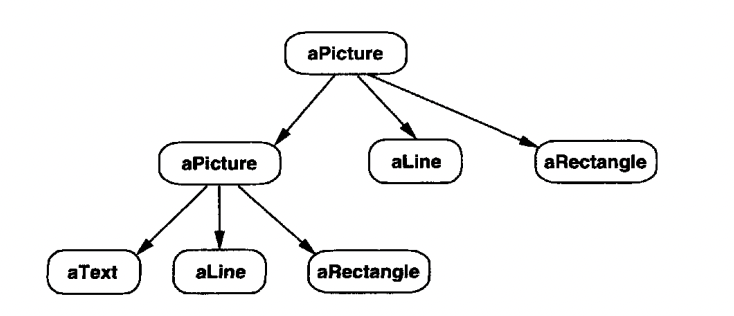 aPicture
aPicture
aLine
aRectangle
aText
aLine
aRectangle